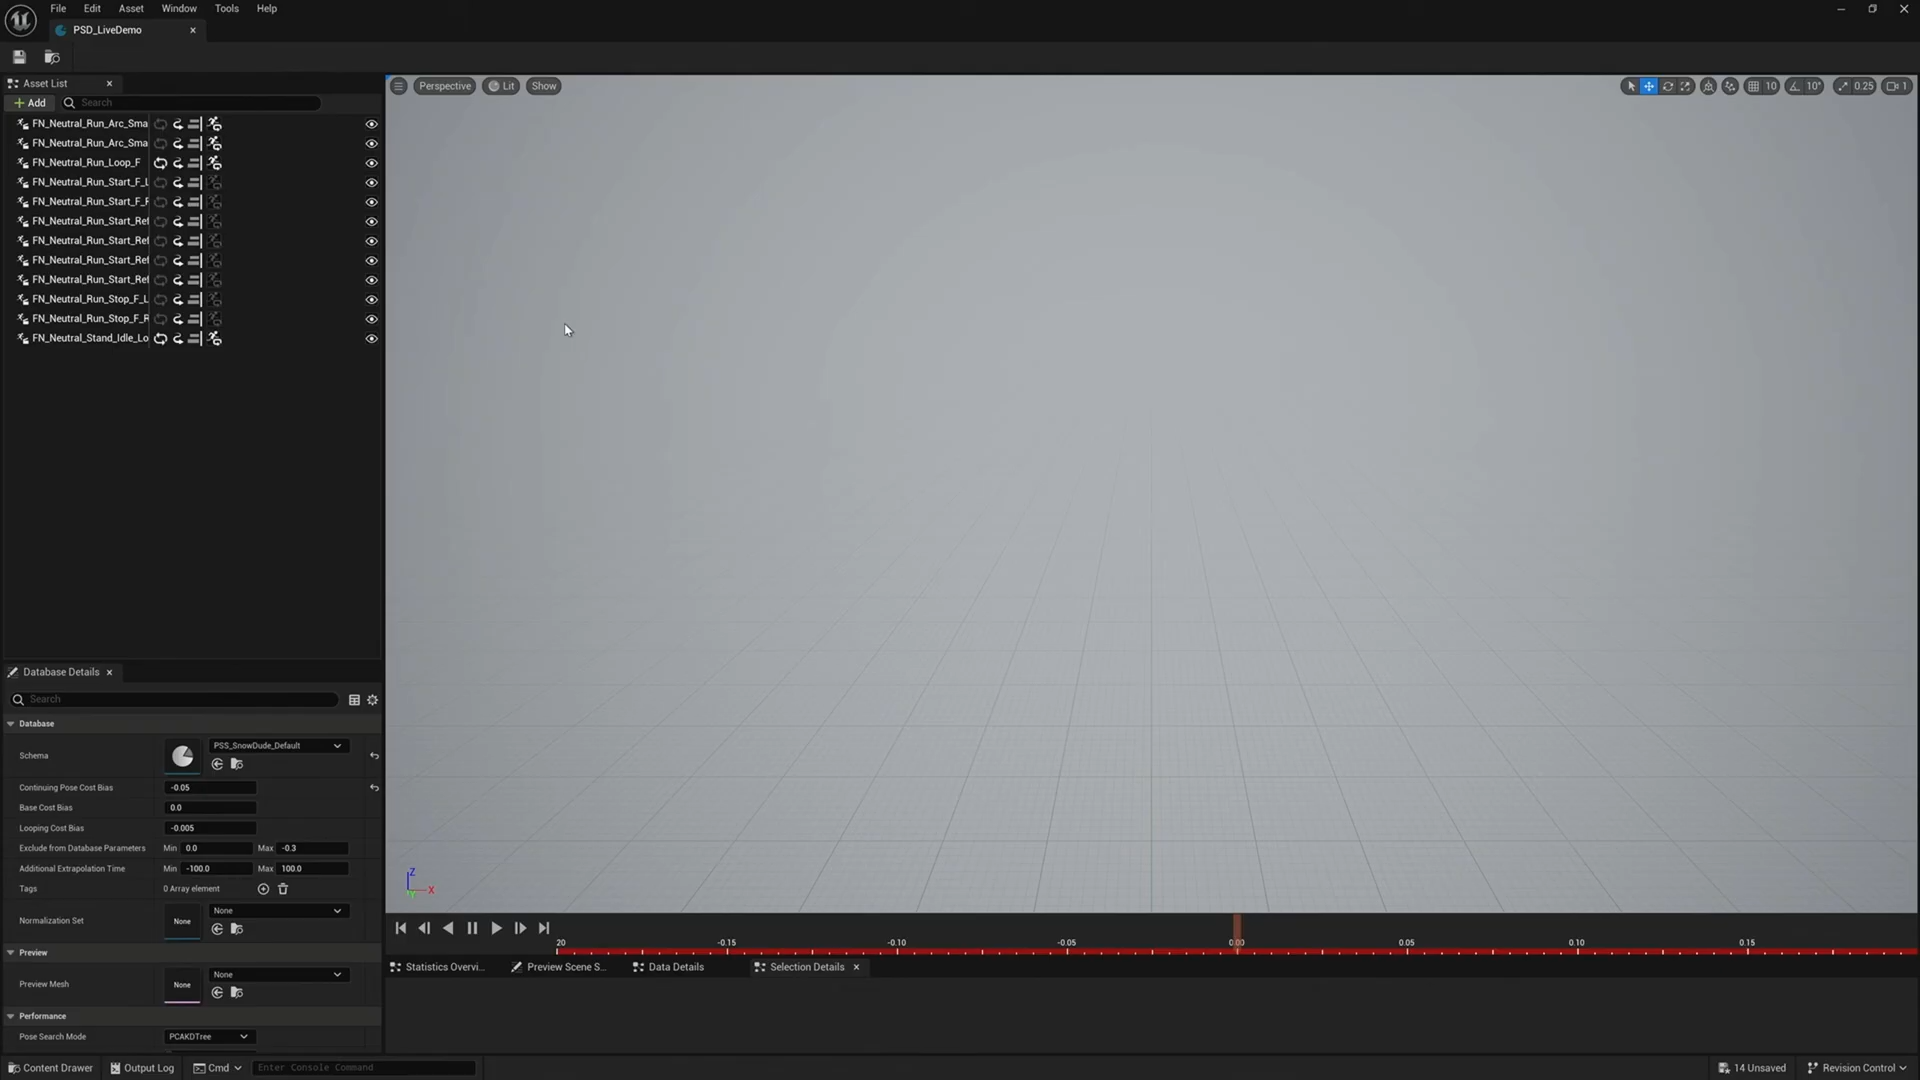 File Edit Asset Window Tools Help
PSD_LiveDemo
Asset List
Add Search
FN_Neutral_Run_Arc_Sma
FN_Neutral_Run_Arc_Sma
FN_Neutral_Run_Loop_F
FN_Neutral_Run_Start_F_L
FN_Neutral_Run_Start_F_F
FN_Neutral_Run_Start_Ref
FN_Neutral_Run_Start_Ref
FN_Neutral_Run_Start_Ref
FN_Neutral_Run_Start_Ref
FN_Neutral_Run_Stop_F_L
FN_Neutral_Run_Stop_F_R
FN_Neutral_Stand_Idle_Lo
Perspective Lit Show
10 10° 0.25 1
Database Details
Search
Database
Schema PSS_SnowDude_Default
Continuing Pose Cost Bias -0.05
Base Cost Bias 0.0
Looping Cost Bias -0.005
Exclude from Database Parameters Min 0.0 Max -0.3
Additional Extrapolation Time Min -100.0 Max 100.0
Tags 0 Array element
Normalization Set None None
Preview
Preview Mesh None None
Performance
Pose Search Mode PCAKDTree
Z
X
Y
20 -0.15 -0.10 -0.05 0.00 0.05 0.10 0.15
Statistics Overvi... Preview Scene S... Data Details Selection Details
Content Drawer Output Log Cmd Enter Console Command 14 Unsaved Revision Control